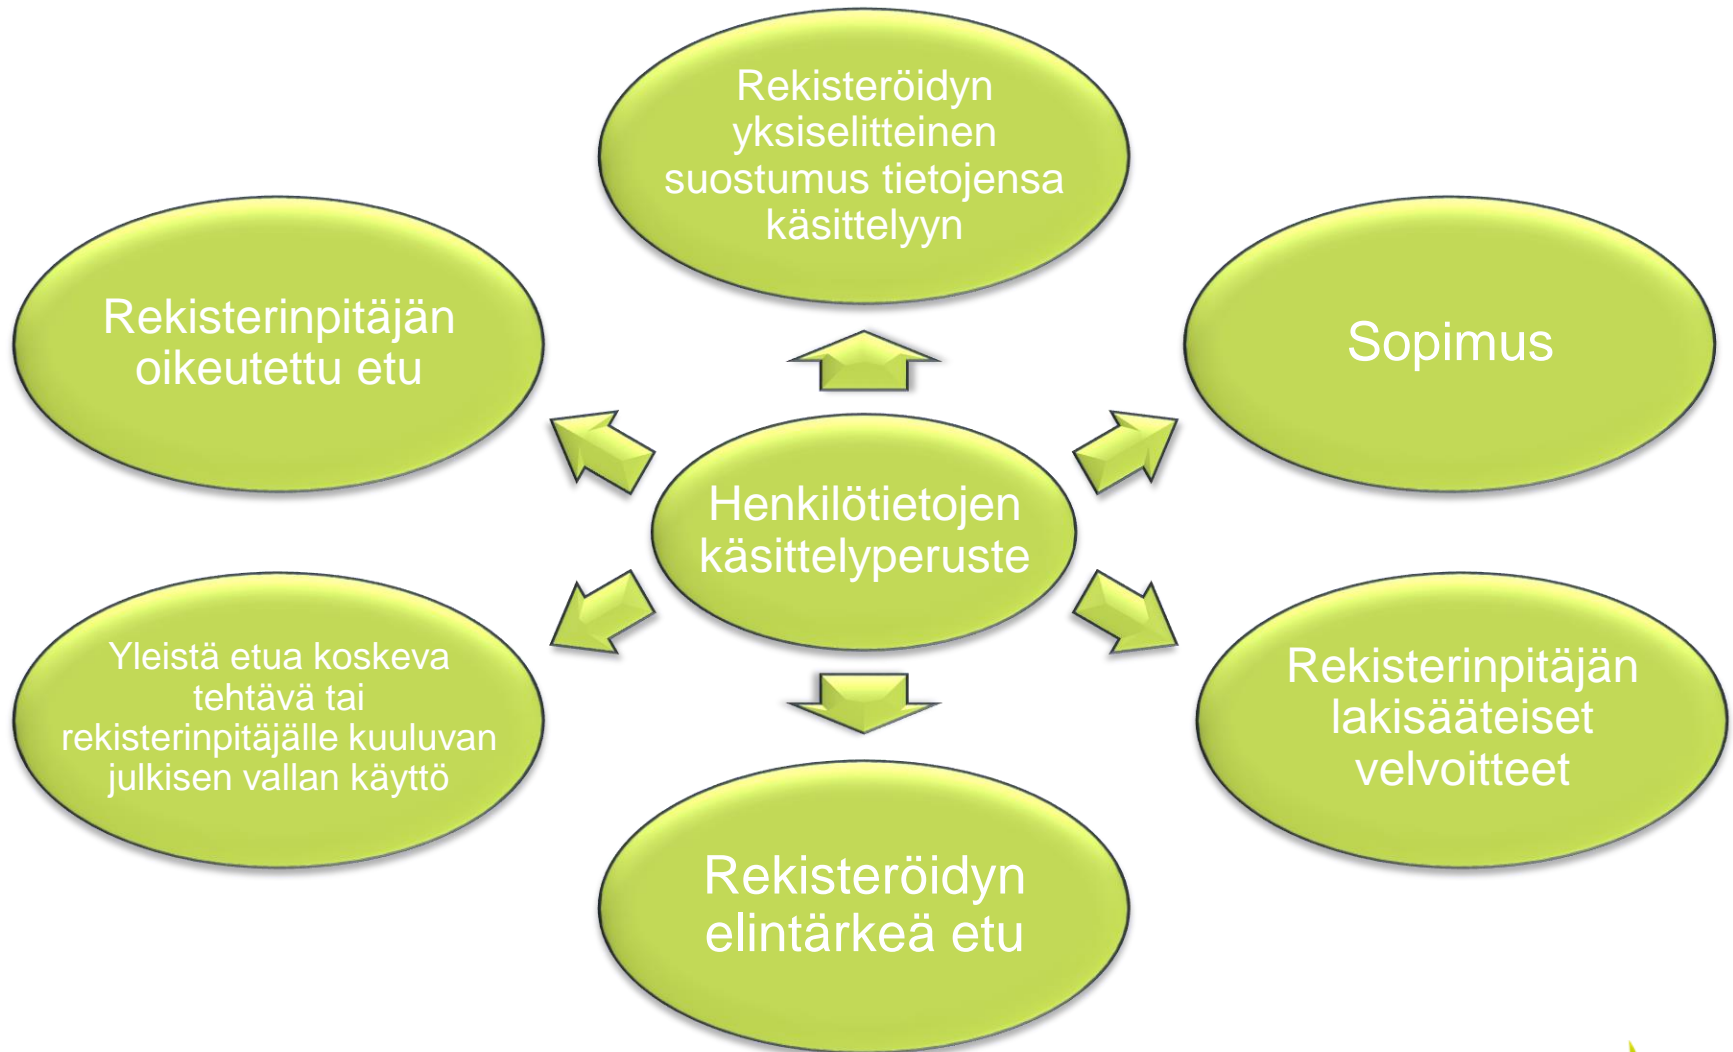 Rekisteröidyn
yksiselitteinen
suostumus tietojensa
käsittelyyn
Rekisterinpitäjän
oikeutettu etu
Sopimus
Henkilötietojen
käsittelyperuste
Yleistä etua koskeva
tehtävä tai
rekisterinpitäjälle kuuluvan
julkisen vallan käyttö
Rekisterinpitäjän
lakisääteiset
velvoitteet
Rekisteröidyn
elintärkeä etu